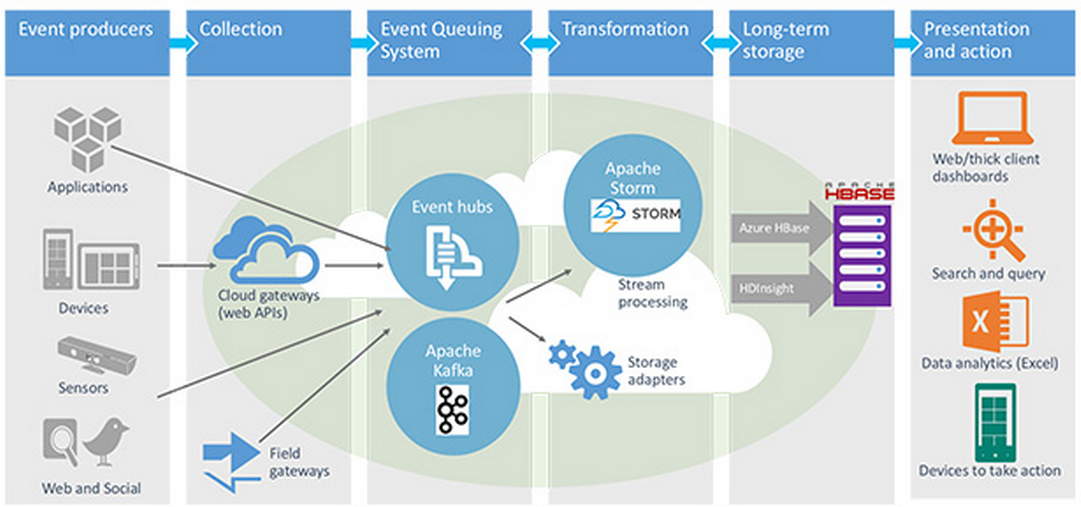 Event producers
Collection
Event Queuing
System
Transformation
Long-term
storage
Presentation
and action
Applications
Devices
Sensors
Web and Social
Cloud gateways
(web APIs)
Field
gateways
Event hubs
Apache
Kafka
Apache
Storm
STORM
Stream
processing
Storage
adapters
Azure HBase
HDInsight
APACHE
HBASE
Web/thick client
dashboards
Search and query
X
Data analytics (Excel)
Devices to take action